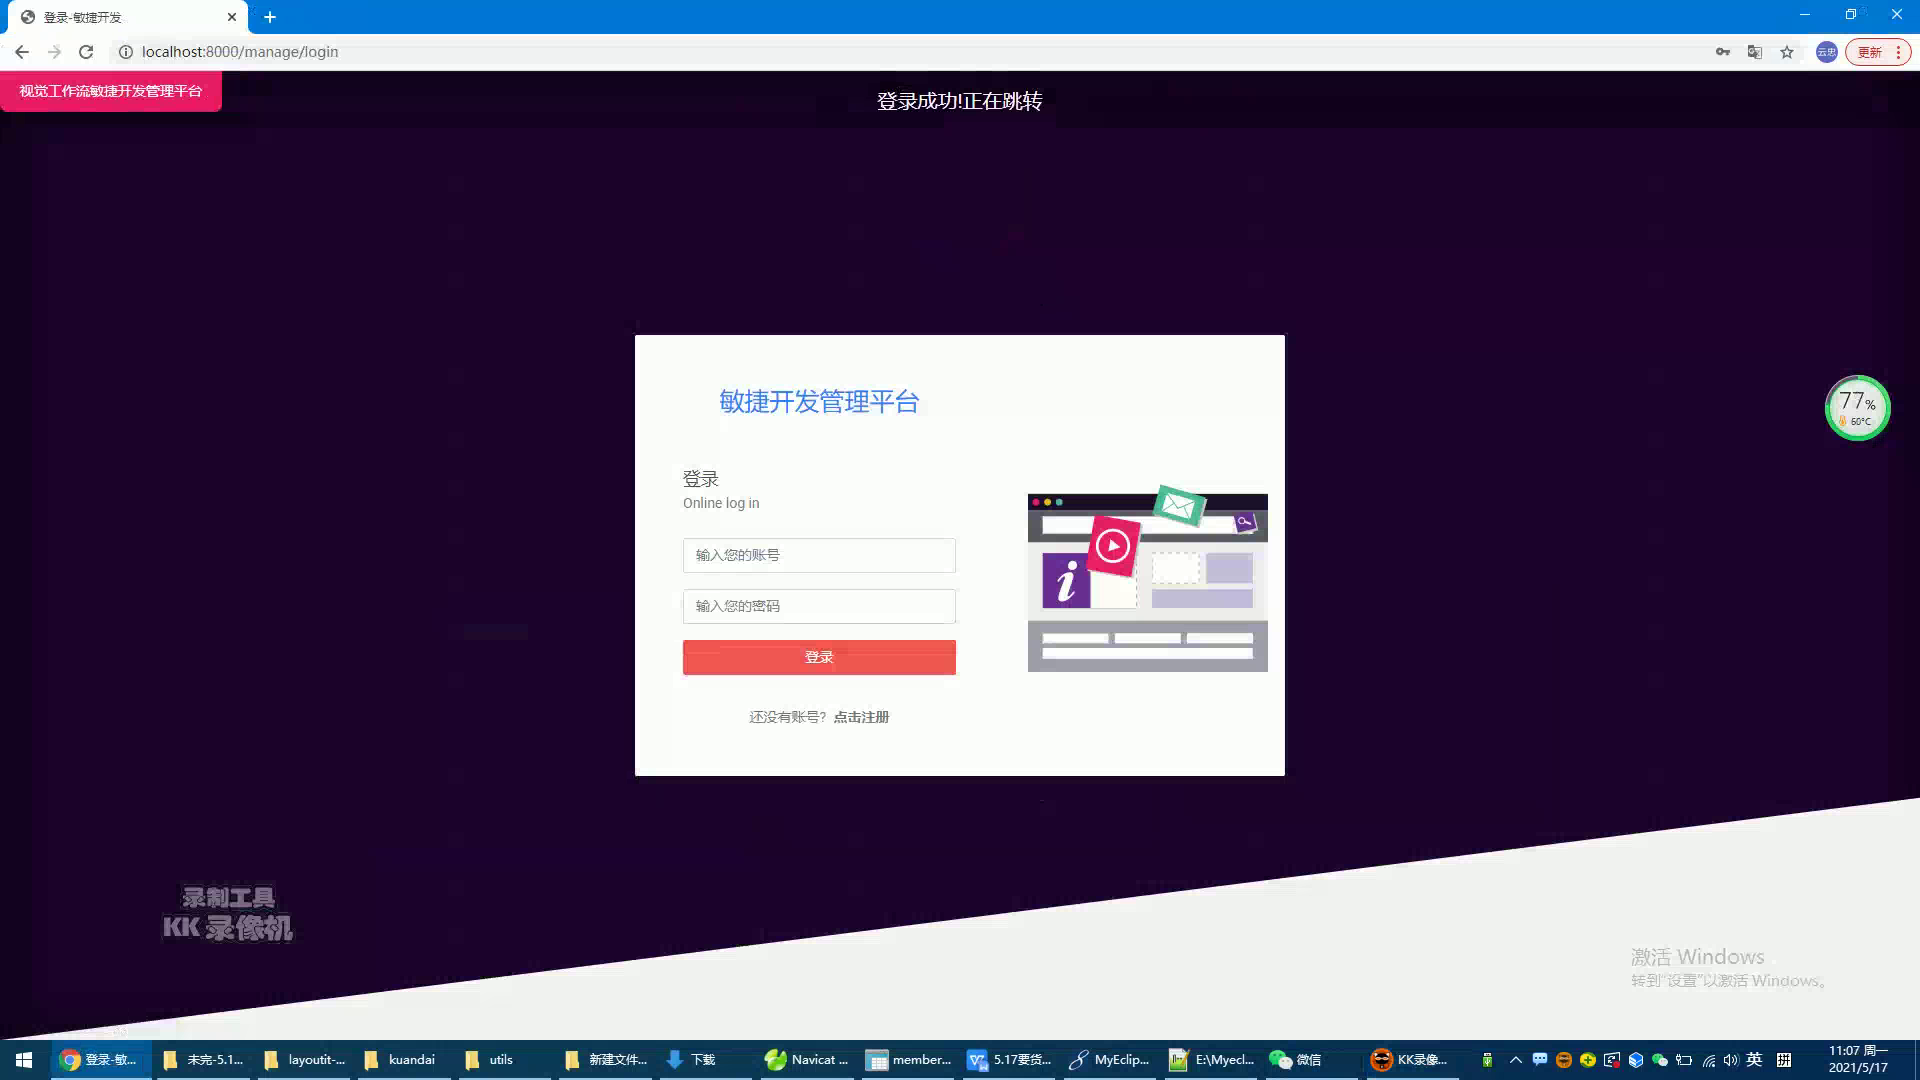 登录-敏捷开发
localhost:8000/manage/login
云忠
更新
视觉工作流敏捷开发管理平台
登录成功!正在跳转
敏捷开发管理平台
登录
Online log in
输入您的账号
输入您的密码
登录
还没有账号? 点击注册
77%
60°C
录制工具
KK 录像机
激活 Windows
转到“设置”以激活 Windows。
登录-敏...
未完-5.1...
layoutit-...
kuandai
utils
新建文件...
下载
Navicat ...
member...
5.17要货...
MyEclip...
E:\Myecl...
微信
KK录像...
英
拼
11:07 周一
2021/5/17